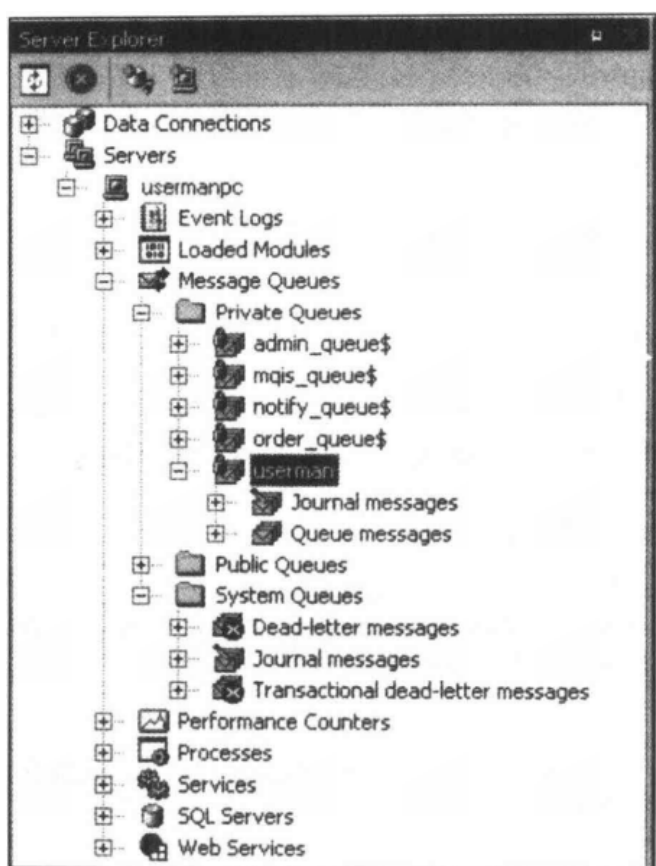 Server Explorer
Data Connections
Servers
usermanpc
Event Logs
Loaded Modules
Message Queues
Private Queues
admin_queue$
mqis_queue$
notify_queue$
order_queue$
userman
Journal messages
Queue messages
Public Queues
System Queues
Dead-letter messages
Journal messages
Transactional dead-letter messages
Performance Counters
Processes
Services
SQL Servers
Web Services